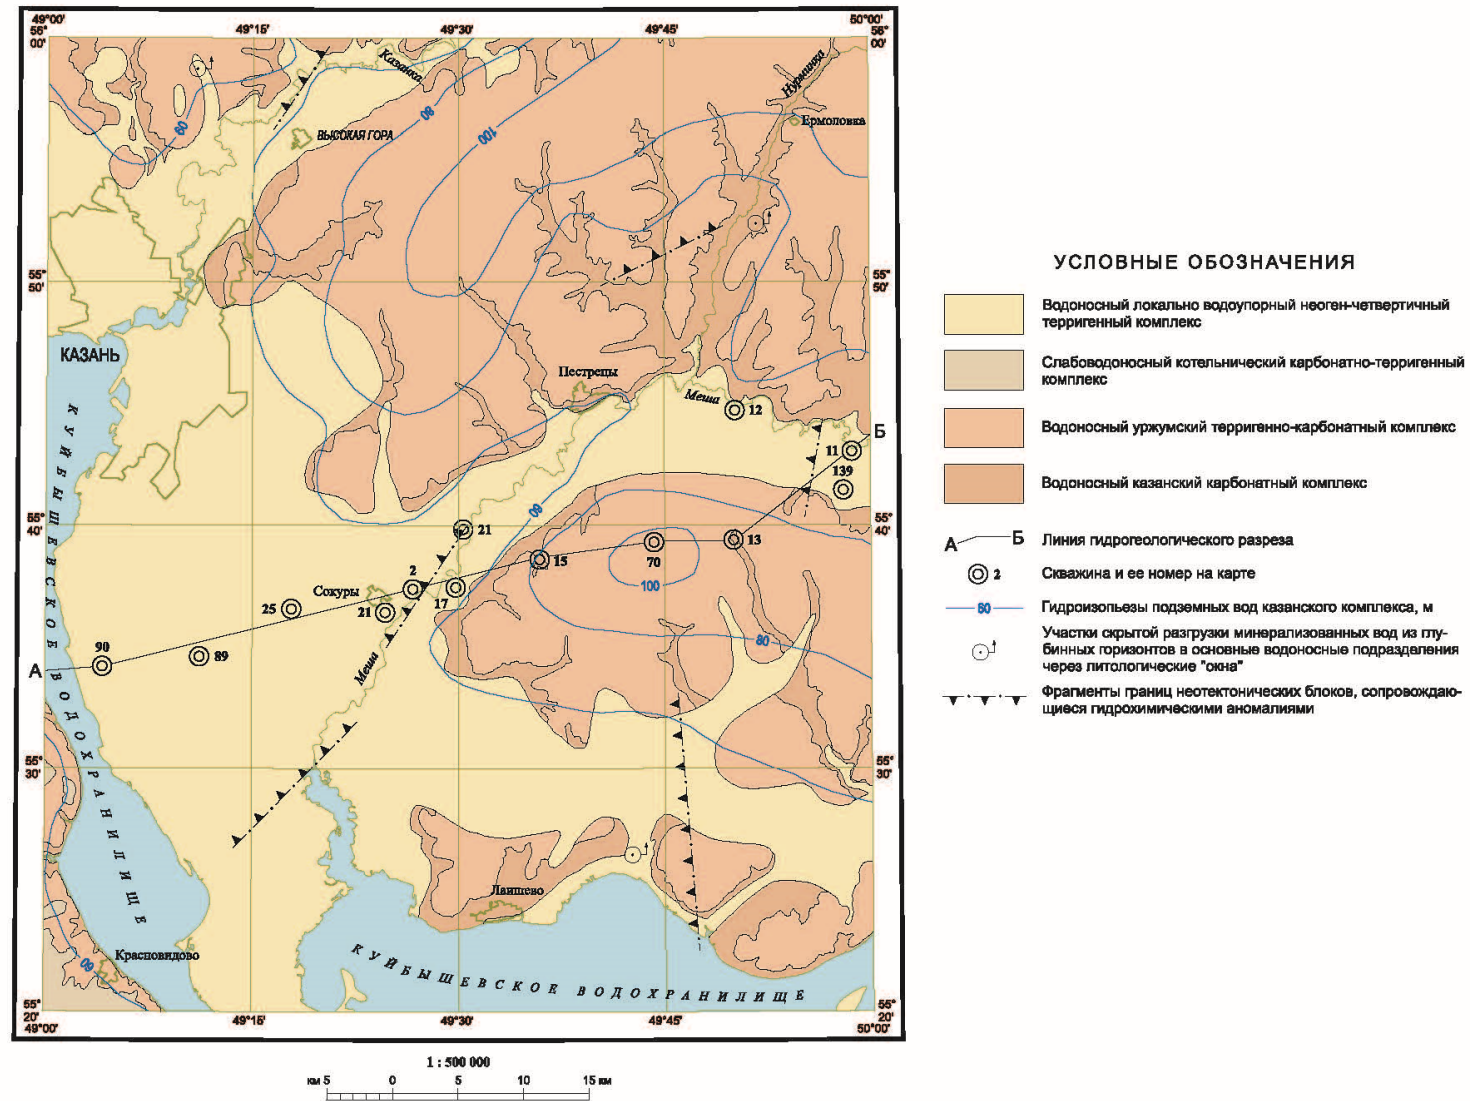 49°00'
56°
00'
49°15'
49°30'
49°45'
50°00'
56°
00'
Казанка
Нурминка
60
80
100
ВЫСОКАЯ ГОРА
Ермоловка
55°
50'
55°
50'
КАЗАНЬ
Пестрецы
Меша
12
Б
11
139
60
55°
40'
55°
40'
21
15
70
13
2
Сокуры
100
25
21
17
90
89
80
А
Меша
КУЙБЫШЕВСКОЕ ВОДОХРАНИЛИЩЕ
55°
30'
55°
30'
Лаишево
Красновидово
60
КУЙБЫШЕВСКОЕ ВОДОХРАНИЛИЩЕ
55°
20'
49°00'
49°15'
49°30'
49°45'
55°
20'
50°00'
1 : 500 000
км 5 0 5 10 15 км
УСЛОВНЫЕ ОБОЗНАЧЕНИЯ
Водоносный локально водоупорный неоген-четвертичный
терригенный комплекс
Слабоводоносный котельнический карбонатно-терригенный
комплекс
Водоносный уржумский терригенно-карбонатный комплекс
Водоносный казанский карбонатный комплекс
А Б Линия гидрогеологического разреза
2 Скважина и ее номер на карте
60 Гидроизопьезы подземных вод казанского комплекса, м
Участки скрытой разгрузки минерализованных вод из глу-
бинных горизонтов в основные водоносные подразделения
через литологические "окна"
Фрагменты границ неотектонических блоков, сопровождаю-
щиеся гидрохимическими аномалиями